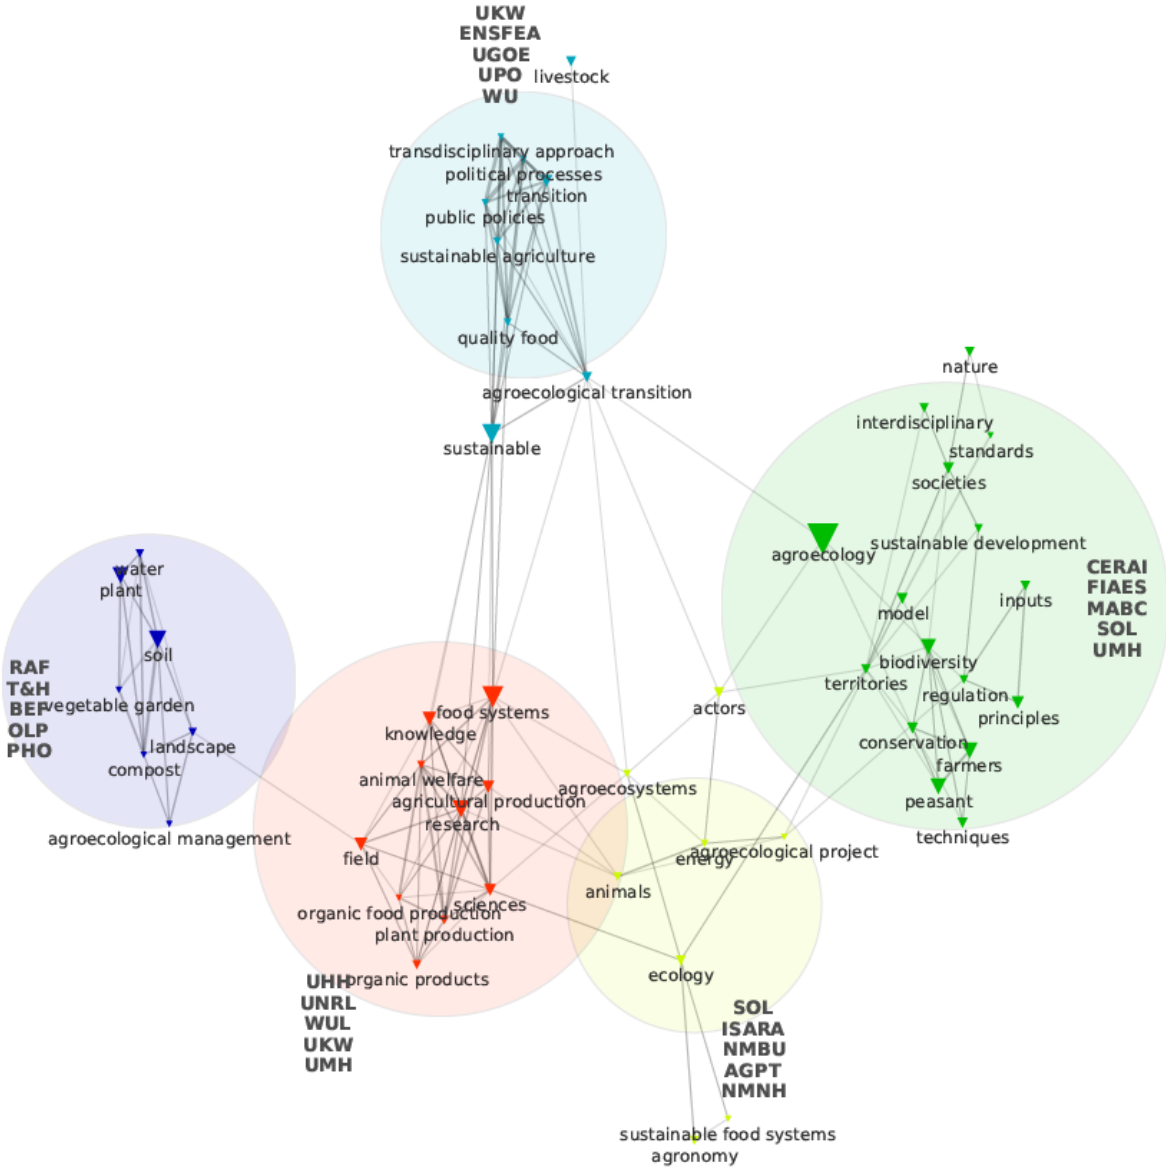 UKW
ENSFEA
UGOE
UPO
WU
livestock
transdisciplinary approach
political processes
transition
public policies
sustainable agriculture
quality food
agroecological transition
sustainable
nature
interdisciplinary
standards
societies
sustainable development
agroecology
CERAI
FIAES
MABC
SOL
UMH
inputs
model
biodiversity
territories
regulation
principles
conservation
farmers
peasant
techniques
water
plant
soil
vegetable garden
landscape
compost
agroecological management
RAF
T&H
BEF
OLP
PHO
food systems
knowledge
animal welfare
agricultural production
research
field
sciences
organic food production
plant production
organic products
UHH
UNRL
WUL
UKW
UMH
actors
agroecosystems
energy
agroecological project
animals
ecology
SOL
ISARA
NMBU
AGPT
NMNH
sustainable food systems
agronomy